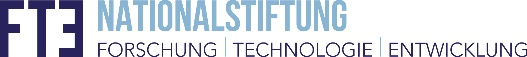 FTE NATIONALSTIFTUNG
FORSCHUNG | TECHNOLOGIE | ENTWICKLUNG